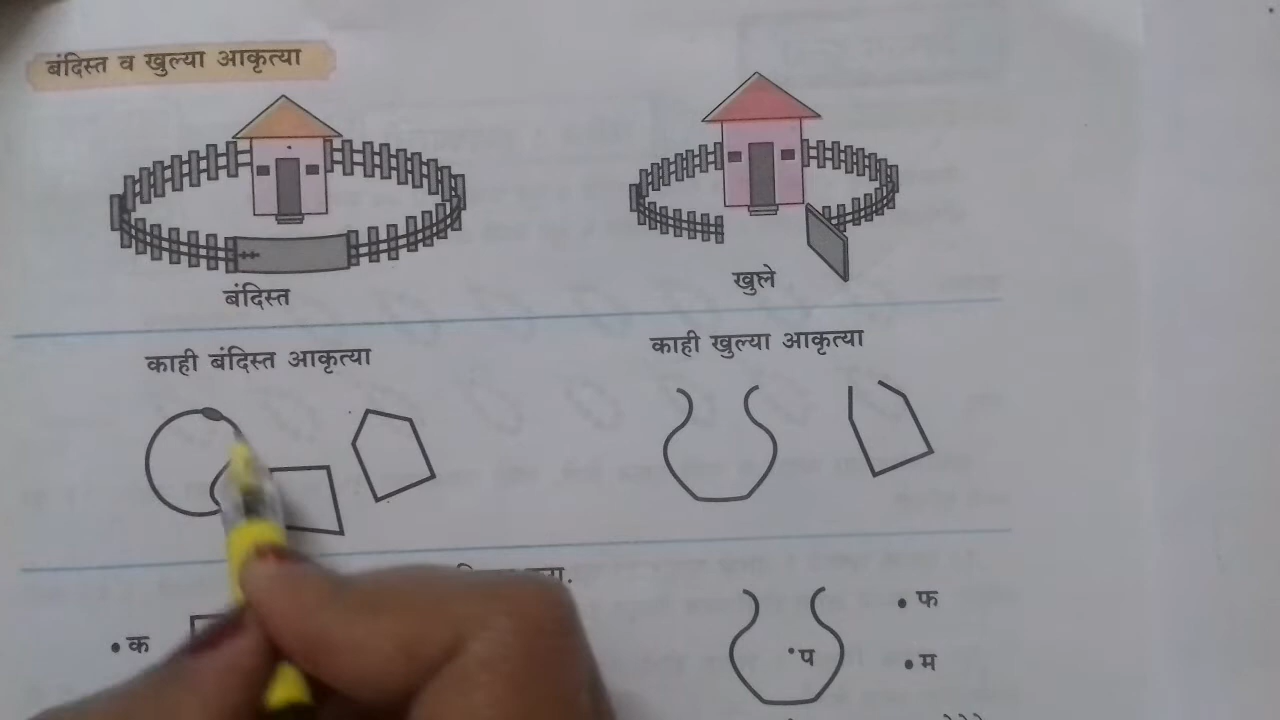 बंदिस्त व खुल्या आकृत्या
बंदिस्त
खुले
काही बंदिस्त आकृत्या
काही खुल्या आकृत्या
• क
• प
• फ
• म